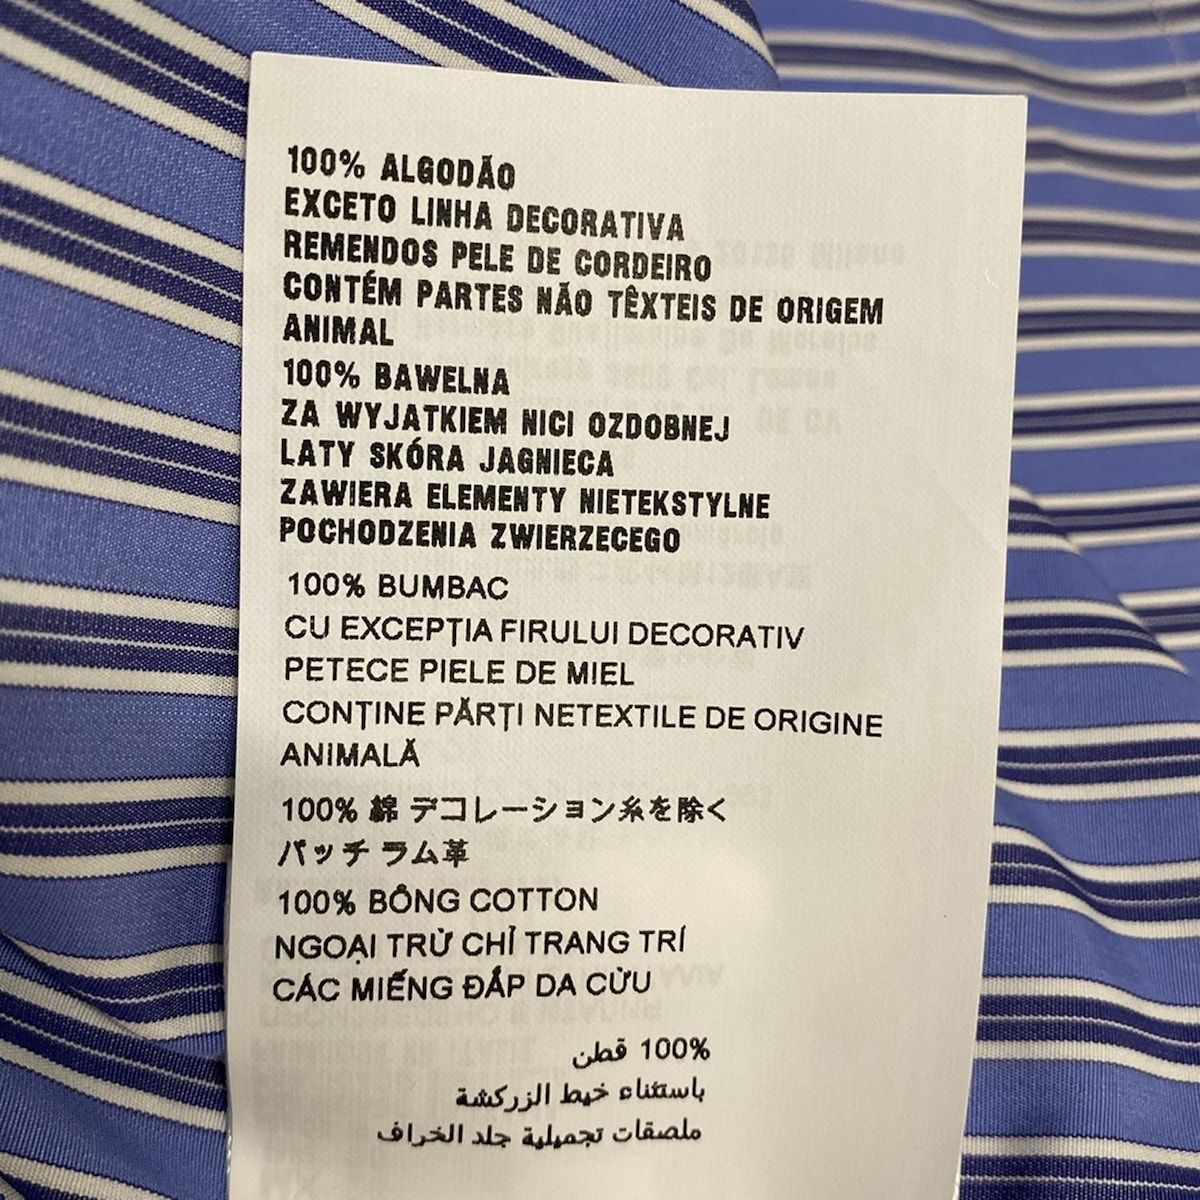 100% ALGODÃO
EXCETO LINHA DECORATIVA
REMENDOS PELE DE CORDEIRO
CONTÉM PARTES NÃO TÊXTEIS DE ORIGEM
ANIMAL
100% BAWELNA
ZA WYJATKIEM NICI OZDOBNEJ
LATY SKÓRA JAGNIECA
ZAWIERA ELEMENTY NIETEKSTYLNE
POCHODZENIA ZWIERZECEGO
100% BUMBAC
CU EXCEPȚIA FIRULUI DECORATIV
PETECE PIELE DE MIEL
CONȚINE PĂRȚI NETEXTILE DE ORIGINE
ANIMALĂ
100% 綿 デコレーション糸を除く
パッチ ラム革
100% BÔNG COTTON
NGOẠI TRỪ CHỈ TRANG TRÍ
CÁC MIẾNG ĐẮP DA CỪU
100% قطن
باستثناء خيط الزركشة
ملصقات تجميلية جلد الخراف